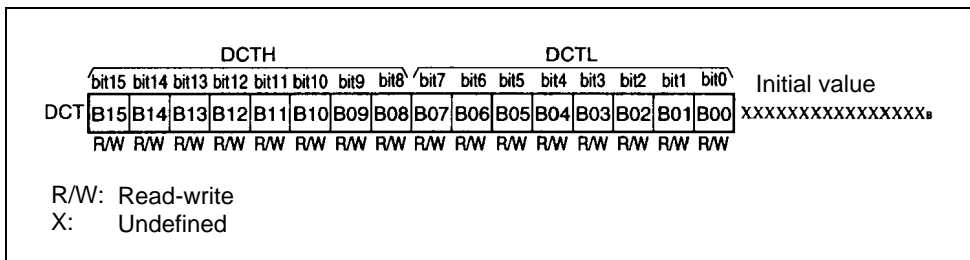 DCTH DCTL
bit15 bit14 bit13 bit12 bit11 bit10 bit9 bit8 bit7 bit6 bit5 bit4 bit3 bit2 bit1 bit0 Initial value
DCT B15 B14 B13 B12 B11 B10 B09 B08 B07 B06 B05 B04 B03 B02 B01 B00 XXXXXXXXXXXXXXXXB
R/W R/W R/W R/W R/W R/W R/W R/W R/W R/W R/W R/W R/W R/W R/W R/W
R/W: Read-write
X: Undefined